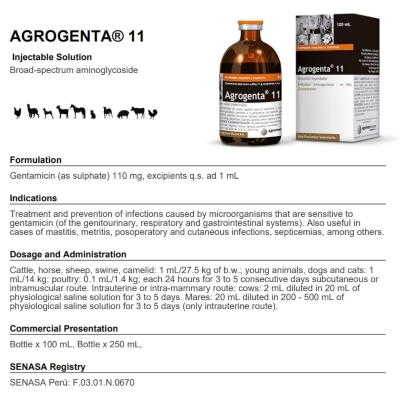 AGROGENTA® 11
Injectable Solution
Broad-spectrum aminoglycoside
Agrogenta® 11
100 mL
Agrogenta® 11
Formulation
Gentamicin (as sulphate) 110 mg, excipients q.s. ad 1 mL
Indications
Treatment and prevention of infections caused by microorganisms that are sensitive to
gentamicin (of the genitourinary, respiratory and gastrointestinal systems). Also useful in
cases of mastitis, metritis, posoperatory and cutaneous infections, septicemias, among others.
Dosage and Administration
Cattle, horse, sheep, swine, camelid: 1 mL/27.5 kg of b.w.; young animals, dogs and cats: 1
mL/14 kg; poultry: 0.1 mL/1.4 kg; each 24 hours for 3 to 5 consecutive days subcutaneous or
intramuscular route. Intrauterine or intra-mammary route: cows: 2 mL diluted in 20 mL of
physiological saline solution for 3 to 5 days. Mares: 20 mL diluted in 200 - 500 mL of
physiological saline solution for 3 to 5 days (only intrauterine route).
Commercial Presentation
Bottle x 100 mL, Bottle x 250 mL,
SENASA Registry
SENASA Perú: F.03.01.N.0670